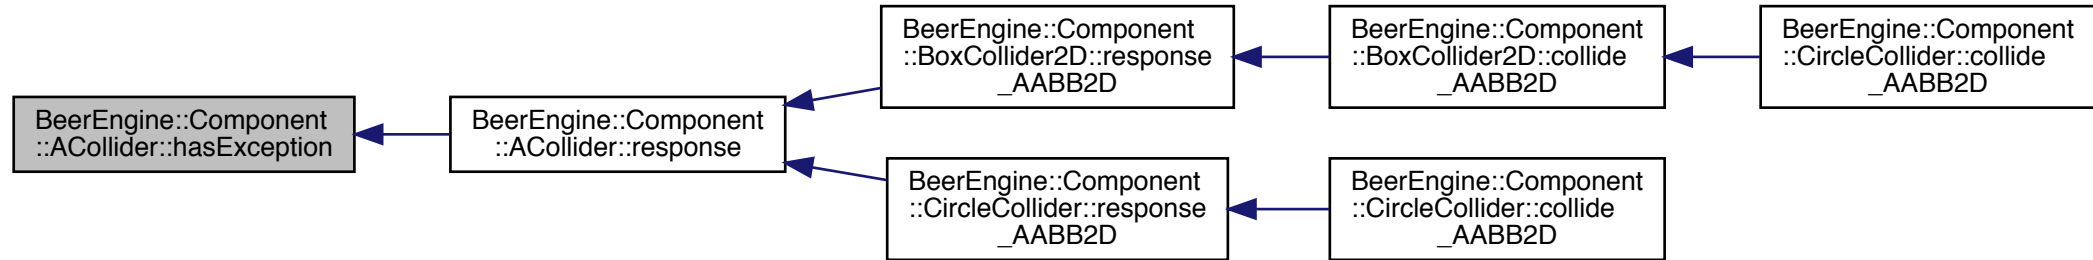 BeerEngine::Component
::ACollider::hasException
BeerEngine::Component
::ACollider::response
BeerEngine::Component
::BoxCollider2D::response
_AABB2D
BeerEngine::Component
::BoxCollider2D::collide
_AABB2D
BeerEngine::Component
::CircleCollider::collide
_AABB2D
BeerEngine::Component
::CircleCollider::response
_AABB2D
BeerEngine::Component
::CircleCollider::collide
_AABB2D